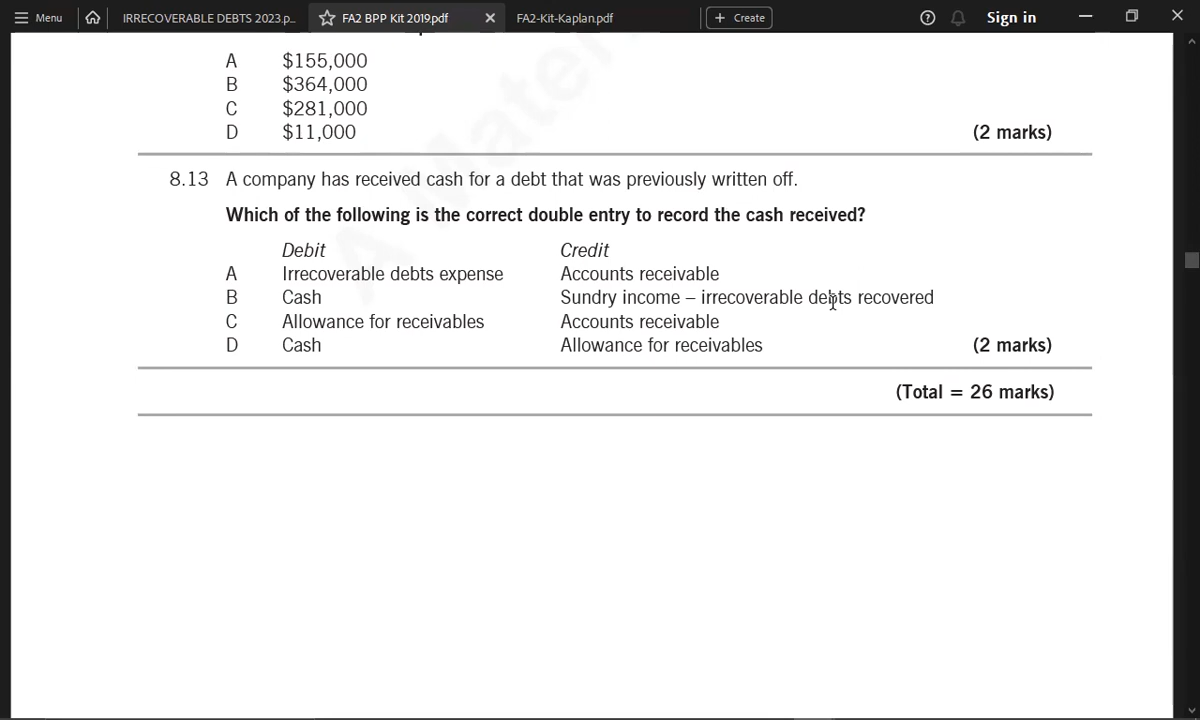 Menu IRRECOVERABLE DEBTS 2023.p... FA2 BPP Kit 2019.pdf FA2-Kit-Kaplan.pdf + Create Sign in
A $155,000
B $364,000
C $281,000
D $11,000 (2 marks)
8.13 A company has received cash for a debt that was previously written off.
Which of the following is the correct double entry to record the cash received?
Debit Credit
A Irrecoverable debts expense Accounts receivable
B Cash Sundry income – irrecoverable debts recovered
C Allowance for receivables Accounts receivable
D Cash Allowance for receivables (2 marks)
(Total = 26 marks)
A Mater